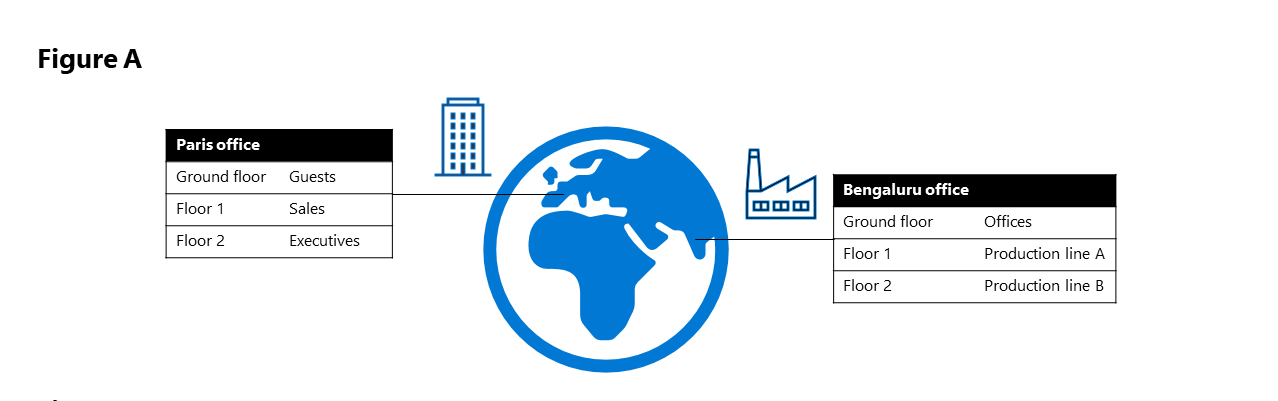 Figure A
Paris office
Ground floor Guests
Floor 1 Sales
Floor 2 Executives
Bengaluru office
Ground floor Offices
Floor 1 Production line A
Floor 2 Production line B